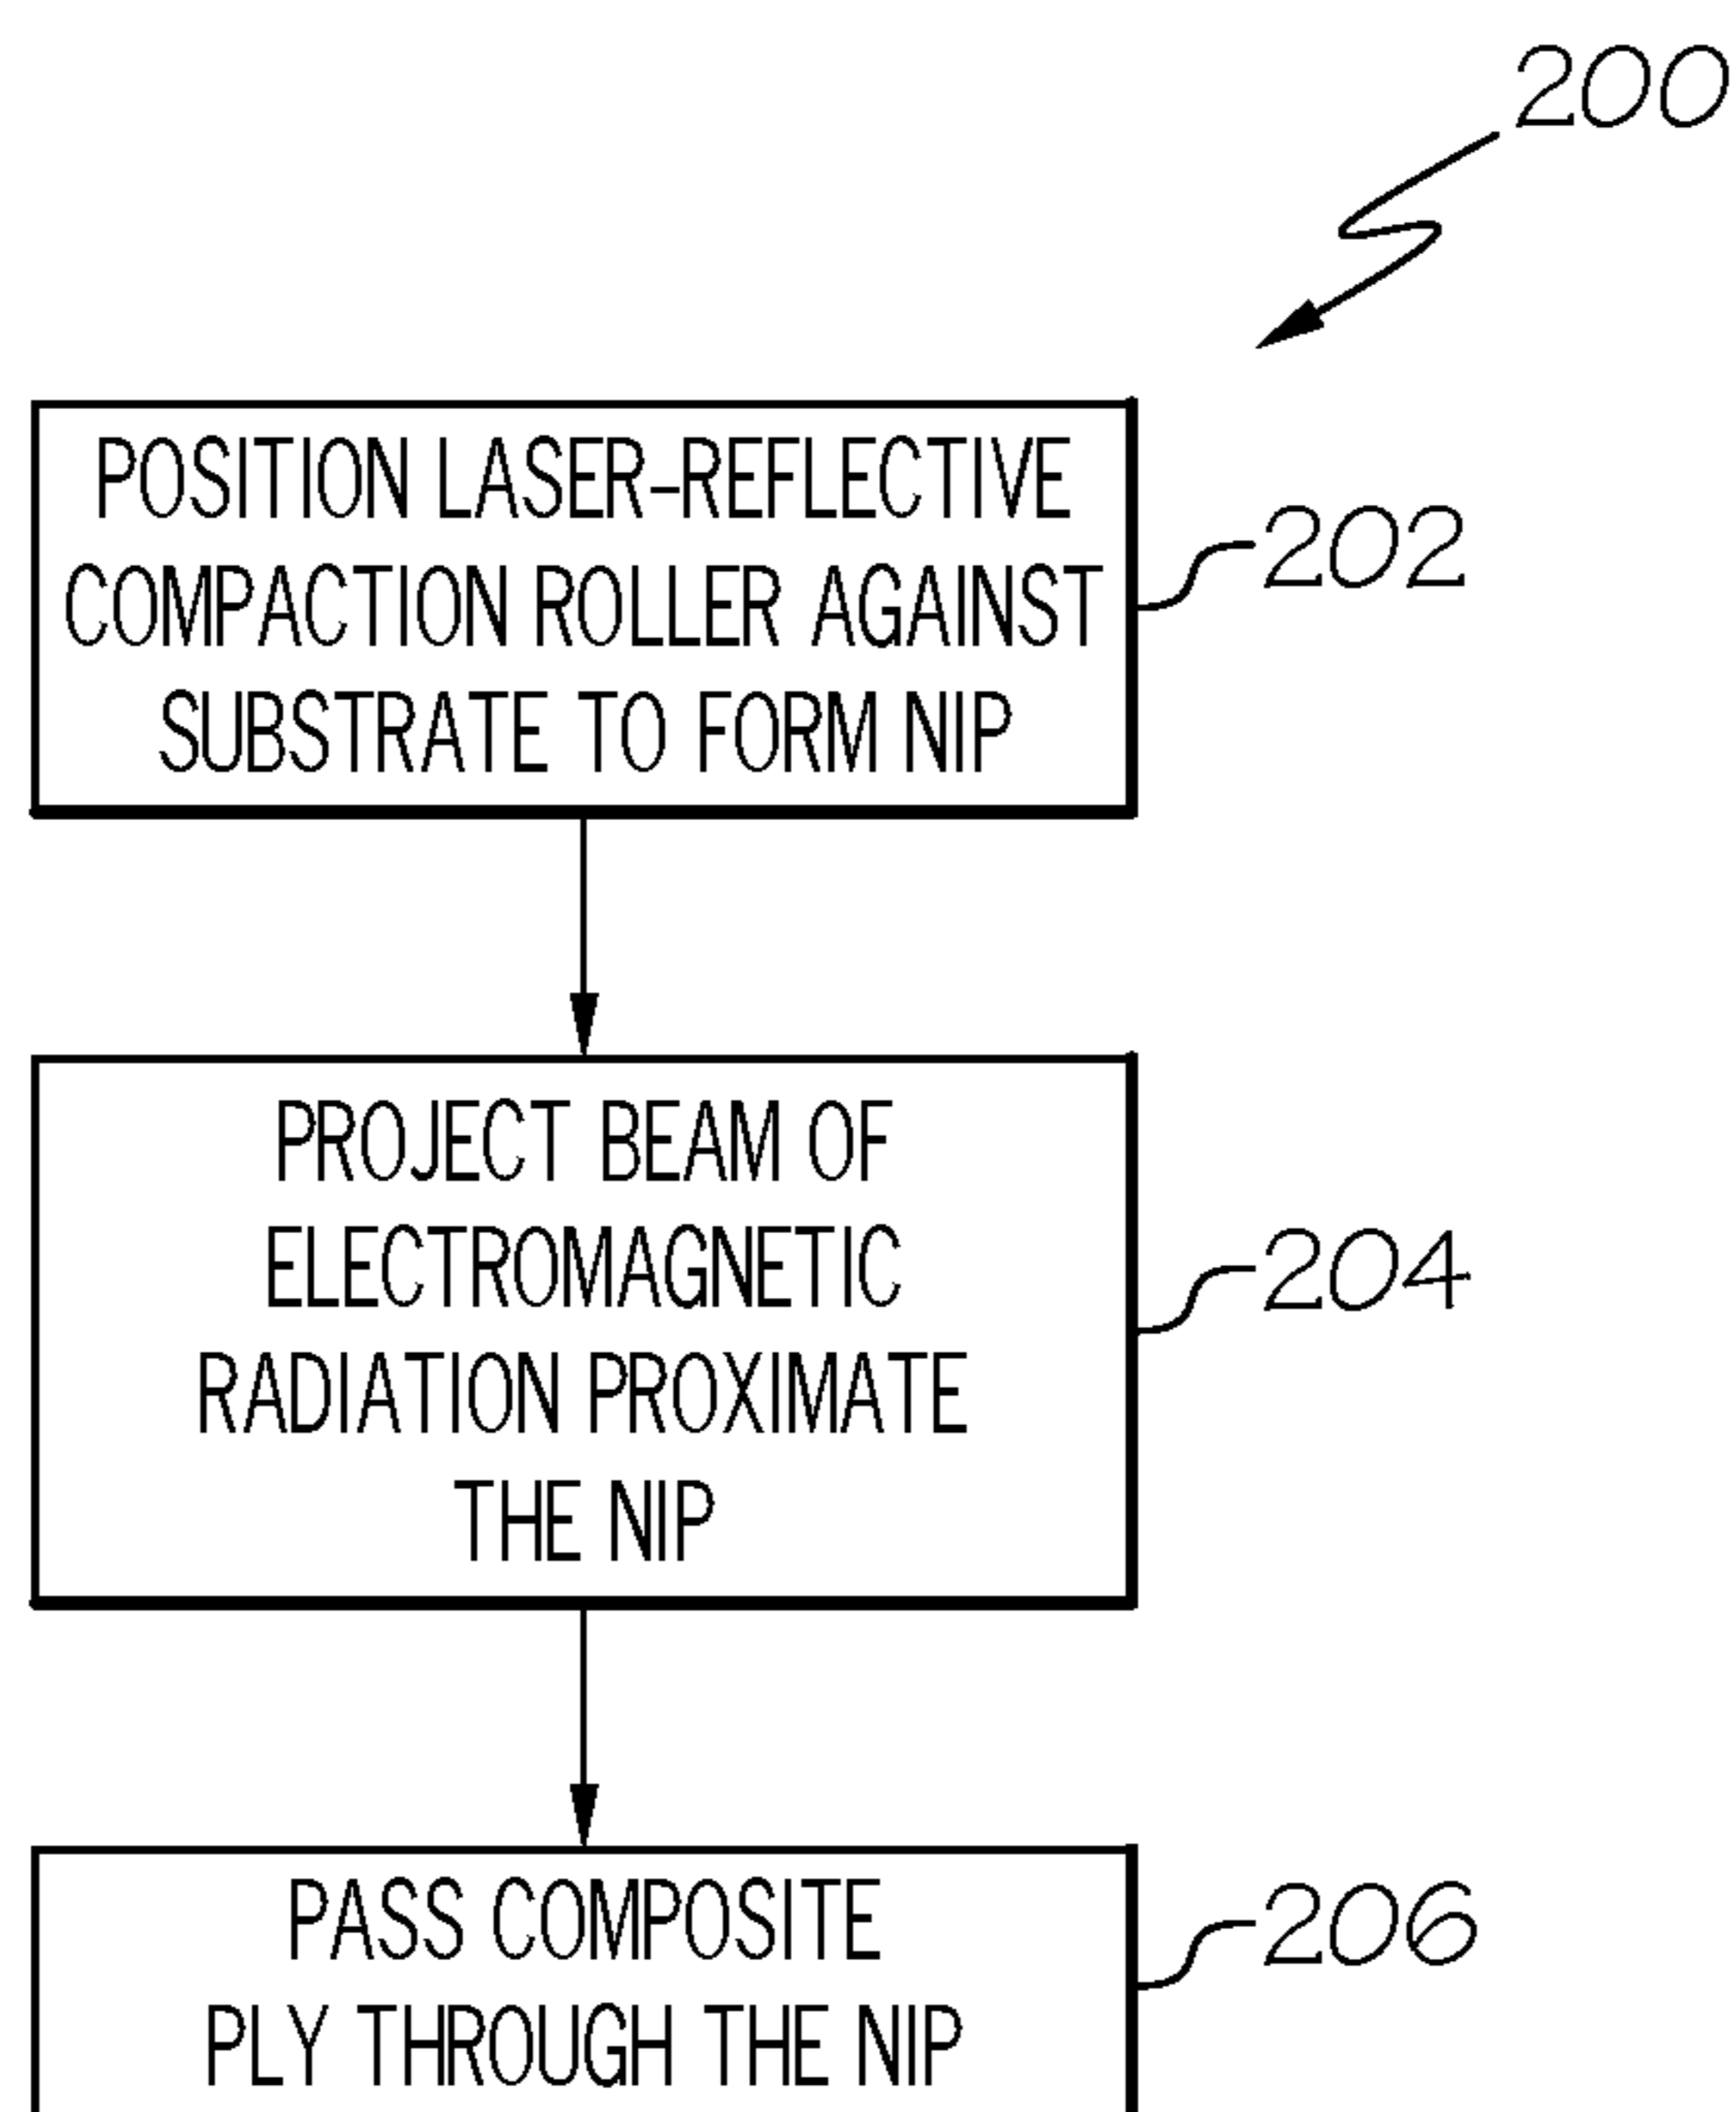 200
POSITION LASER-REFLECTIVE
COMPACTION ROLLER AGAINST
SUBSTRATE TO FORM NIP
202
PROJECT BEAM OF
ELECTROMAGNETIC
RADIATION PROXIMATE
THE NIP
204
PASS COMPOSITE
PLY THROUGH THE NIP
206